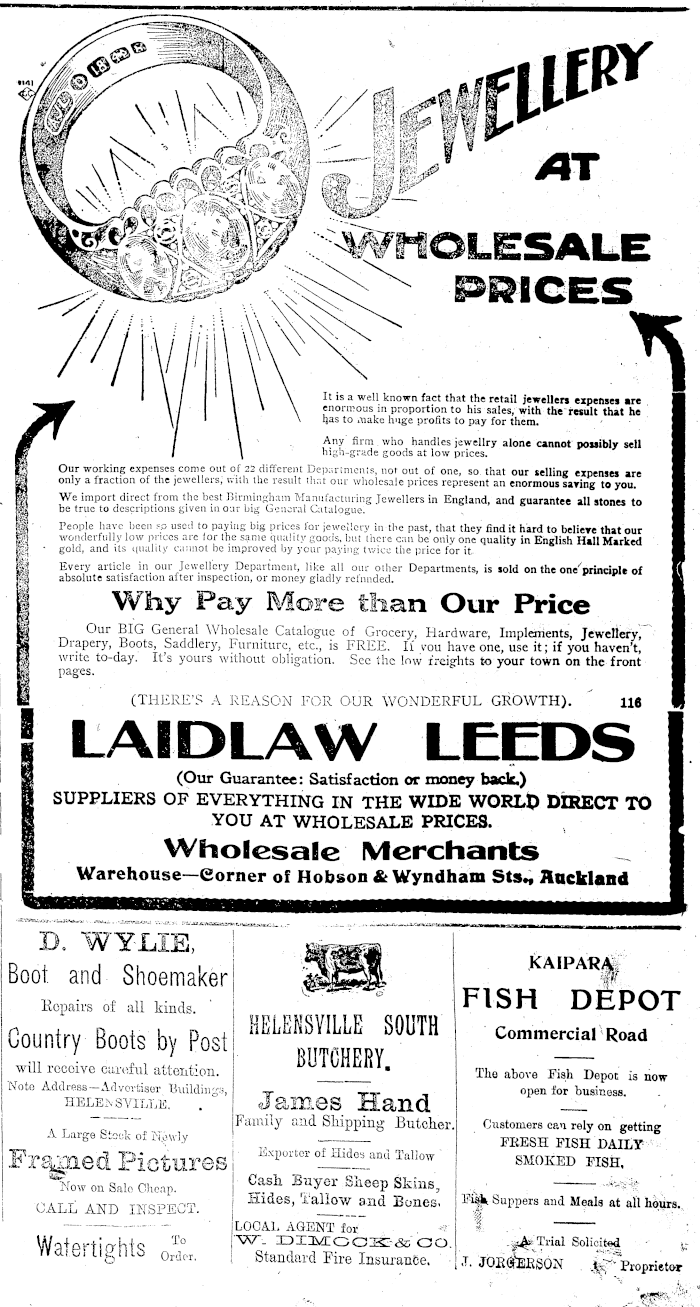 9141
18
JEWELLERY
AT
WHOLESALE
PRICES
It is a well known fact that the retail jewellers expenses are
enormous in proportion to his sales, with the result that he
has to make huge profits to pay for them.
Any firm who handles jewellry alone cannot possibly sell
high-grade goods at low prices.
Our working expenses come out of 22 different Departments, not out of one, so that our selling expenses are
only a fraction of the jewellers, with the result that our wholesale prices represent an enormous saving to you.
We import direct from the best Birmingham Manufacturing Jewellers in England, and guarantee all stones to
be true to descriptions given in our big General Catalogue.
People have been so used to paying big prices for jewellery in the past, that they find it hard to believe that our
wonderfully low prices are for the same quality goods, but there can be only one quality in English Hall Marked
gold, and its quality cannot be improved by your paying twice the price for it
Every article in our Jewellery Department, like all our other Departments, is sold on the one principle of
absolute satisfaction after inspection, or money gladly refunded.
Why Pay More than Our Price
Our BIG General Wholesale Catalogue of Grocery, Hardware, Implements, Jewellery,
Drapery, Boots, Saddlery, Furniture, etc., is FREE. If you have one, use it; if you haven't,
write to-day. It's yours without obligation. See the low freights to your town on the front
pages.
(THERE'S A REASON FOR OUR WONDERFUL GROWTH). 116
LAIDLAW LEEDS
(Our Guarantee: Satisfaction or money back.)
SUPPLIERS OF EVERYTHING IN THE WIDE WORLD DIRECT TO
YOU AT WHOLESALE PRICES.
Wholesale Merchants
Warehouse—Corner of Hobson & Wyndham Sts., Auckland
D. WYLIE,
Boot and Shoemaker
Repairs of all kinds.
Country Boots by Post
will receive careful attention.
Note Address—Advertiser Buildings,
HELENSVILLE.
A Large Stock of Newly
Framed Pictures
Now on Sale Cheap.
CALL AND INSPECT.
Watertights To Order.
HELENSVILLE SOUTH
BUTCHERY.
James Hand
Family and Shipping Butcher.
Exporter of Hides and Tallow
Cash Buyer Sheep Skins,
Hides, Tallow and Bones.
LOCAL AGENT for
W. DIMOCK & CO.
Standard Fire Insurance.
KAIPARA
FISH DEPOT
Commercial Road
The above Fish Depot is now
open for business.
Customers can rely on getting
FRESH FISH DAILY
SMOKED FISH.
Fish Suppers and Meals at all hours.
A Trial Solicited
J. JORGERSON Proprietor